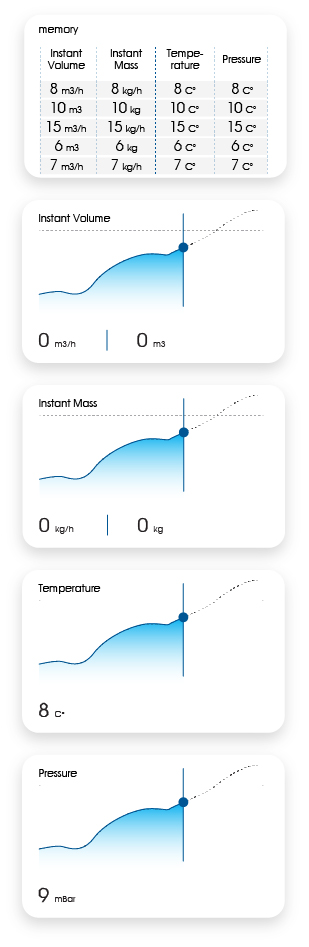 memory
Instant Volume Instant Mass Tempe-rature Pressure
8 m3/h 8 kg/h 8 C° 8 C°
10 m3 10 kg 10 C° 10 C°
15 m3/h 15 kg/h 15 C° 15 C°
6 m3 6 kg 6 C° 6 C°
7 m3/h 7 kg/h 7 C° 7 C°
Instant Volume
0 m3/h 0 m3
Instant Mass
0 kg/h 0 kg
Temperature
8 C°
Pressure
9 mBar